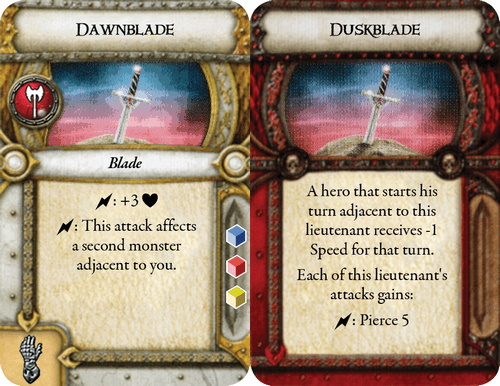 DAWNBLADE
Blade
: +3
: This attack affects
a second monster
adjacent to you.
DUSKBLADE
A hero that starts his
turn adjacent to this
lieutenant receives -1
Speed for that turn.
Each of this lieutenant's
attacks gains:
: Pierce 5